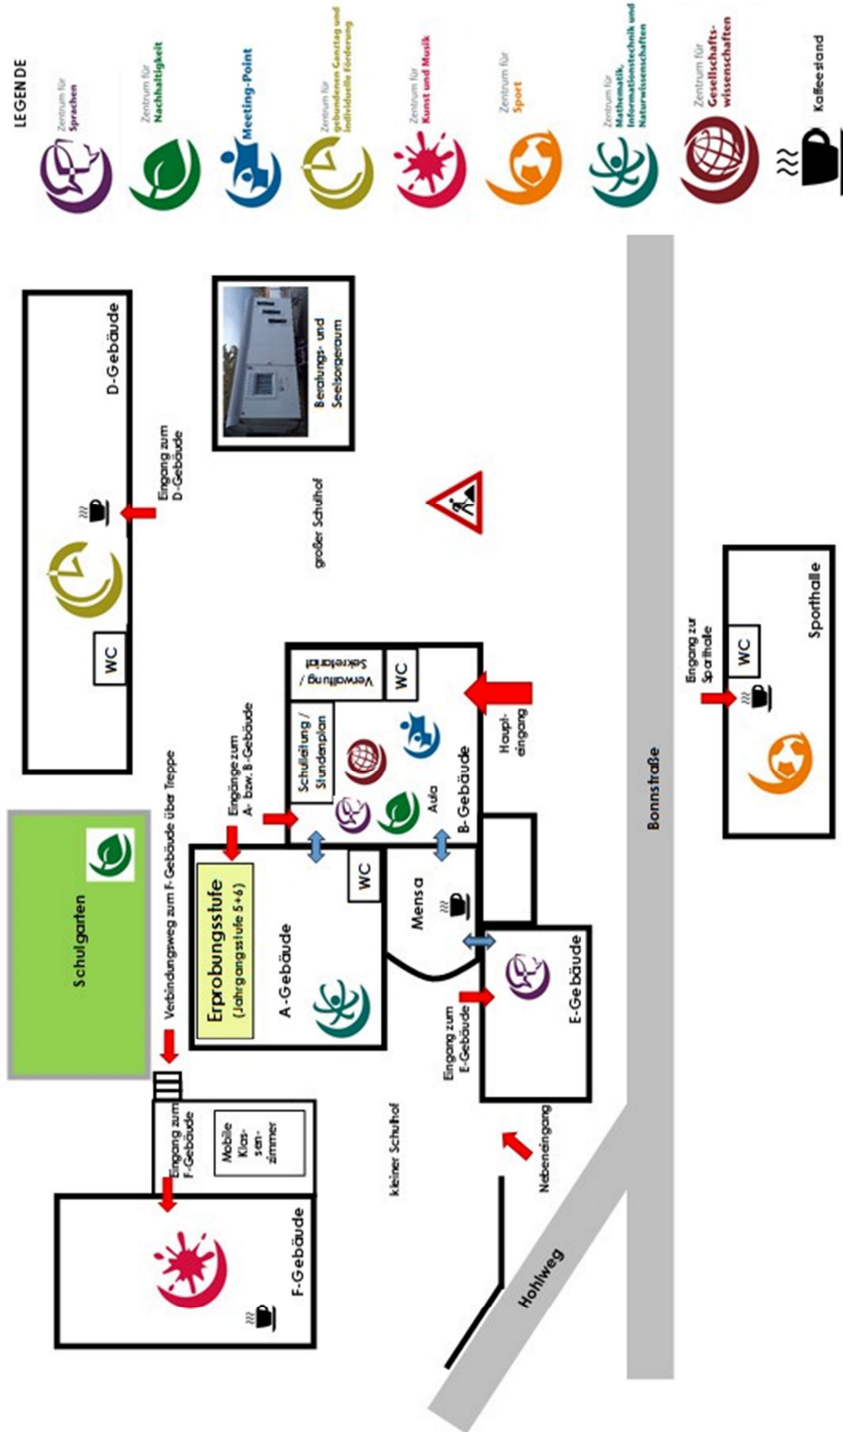 LEGENDE
Zentrum für
Sprachen
Zentrum für
Nachhaltigkeit
Meeting-Point
Zentrum für
gebundenen Ganztag und
individuelle Förderung
Zentrum für
Kunst und Musik
Zentrum für
Sport
Zentrum für
Mathematik,
Informationstechnik und
Naturwissenschaften
Zentrum für
Gesellschafts-
wissenschaften
Kaffeestand
D-Gebäude
WC
Eingang zum
D-Gebäude
Beratungs- und
Seelsorgeraum
großer Schulhof
Schulgarten
Verbindungsweg zum F-Gebäude über Treppe
Eingänge zum
A- bzw. B-Gebäude
Verwaltung /
Sekretariat
WC
Schulleitung /
Stundenplan
Aula
B-Gebäude
Haupt-
eingang
Erprobungsstufe
(Jahrgangsstufe 5+6)
A-Gebäude
WC
Mensa
Eingang zum
E-Gebäude
E-Gebäude
Nebeneingang
kleiner Schulhof
Eingang zum
F-Gebäude
Mobile
Klas-
sen-
zimmer
F-Gebäude
Hohlweg
Bonnstraße
Eingang zur
Sporthalle
WC
Sporthalle